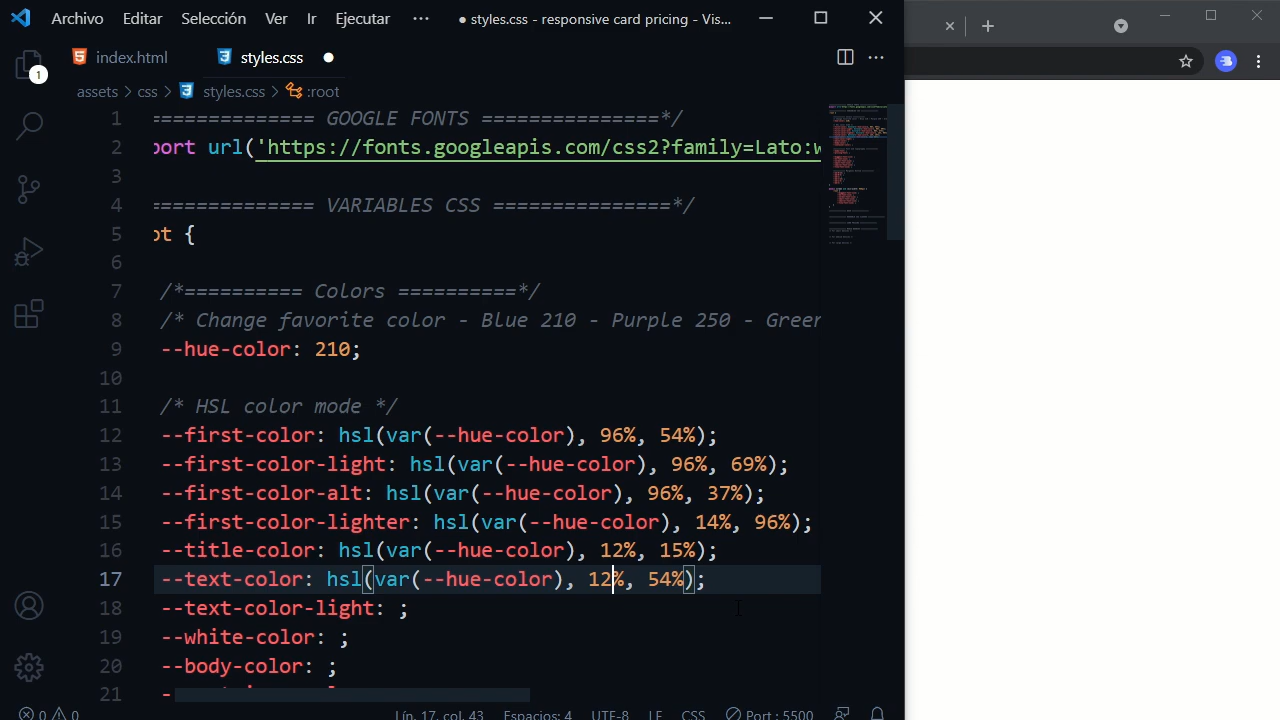 Archivo Editar Selección Ver Ir Ejecutar ··· ● styles.css - responsive card pricing - Vis...
index.html styles.css ●
1
assets > css > styles.css > :root
1 ============== GOOGLE FONTS ===============*/
2 port url('https://fonts.googleapis.com/css2?family=Lato:w
3
4 ============== VARIABLES CSS ===============*/
5 ot {
6
7 /*========== Colors ==========*/
8 /* Change favorite color - Blue 210 - Purple 250 - Green
9 --hue-color: 210;
10
11 /* HSL color mode */
12 --first-color: hsl(var(--hue-color), 96%, 54%);
13 --first-color-light: hsl(var(--hue-color), 96%, 69%);
14 --first-color-alt: hsl(var(--hue-color), 96%, 37%);
15 --first-color-lighter: hsl(var(--hue-color), 14%, 96%);
16 --title-color: hsl(var(--hue-color), 12%, 15%);
17 --text-color: hsl(var(--hue-color), 12%, 54%);
18 --text-color-light: ;
19 --white-color: ;
20 --body-color: ;
21
0 0 Lín. 17, col. 43 Espacios: 4 UTF-8 LF CSS Port : 5500